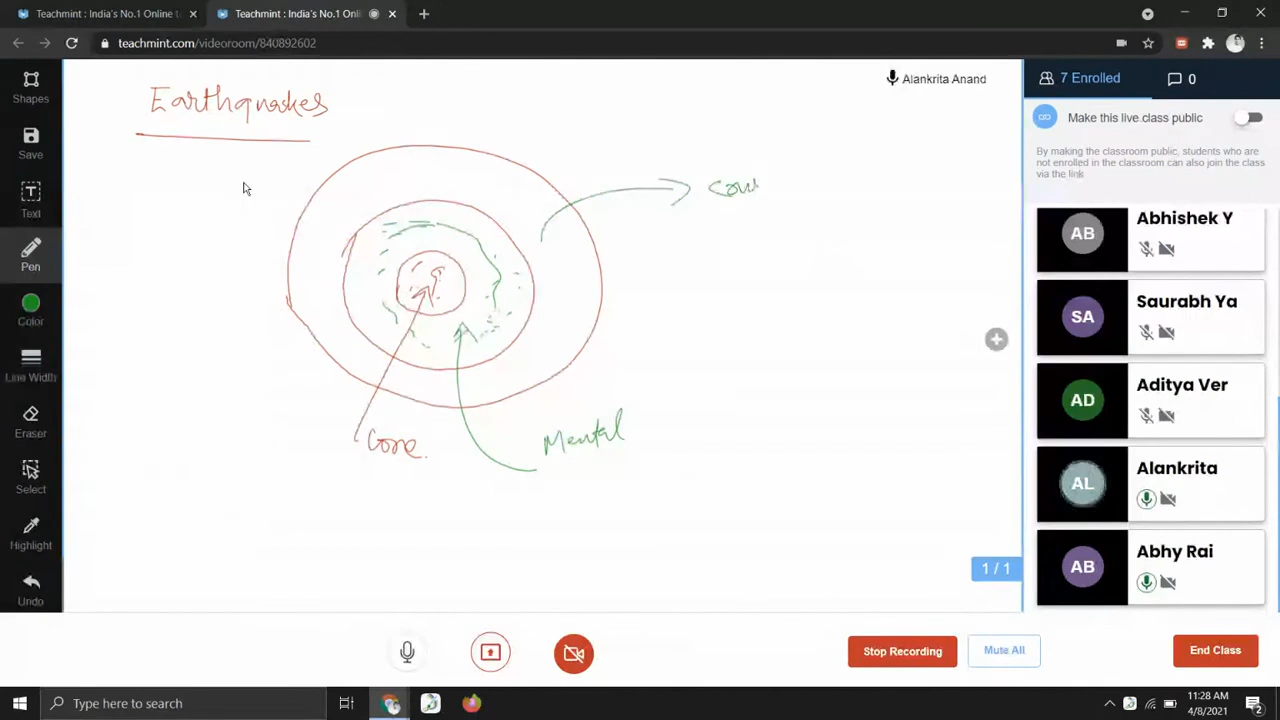 Teachmint : India's No.1 Online t
Teachmint : India's No.1 Onli
teachmint.com/videoroom/840892602
Shapes
Save
Text
Pen
Color
Line Width
Eraser
Select
Highlight
Undo
Earthquakes
Core.
Mental
Alankrita Anand
1 / 1
7 Enrolled
0
Make this live class public
By making the classroom public, students who are
not enrolled in the classroom can also join the class
via the link
AB
Abhishek Y
SA
Saurabh Ya
AD
Aditya Ver
AL
Alankrita
AB
Abhy Rai
Stop Recording
Mute All
End Class
Type here to search
11:28 AM
4/8/2021
2